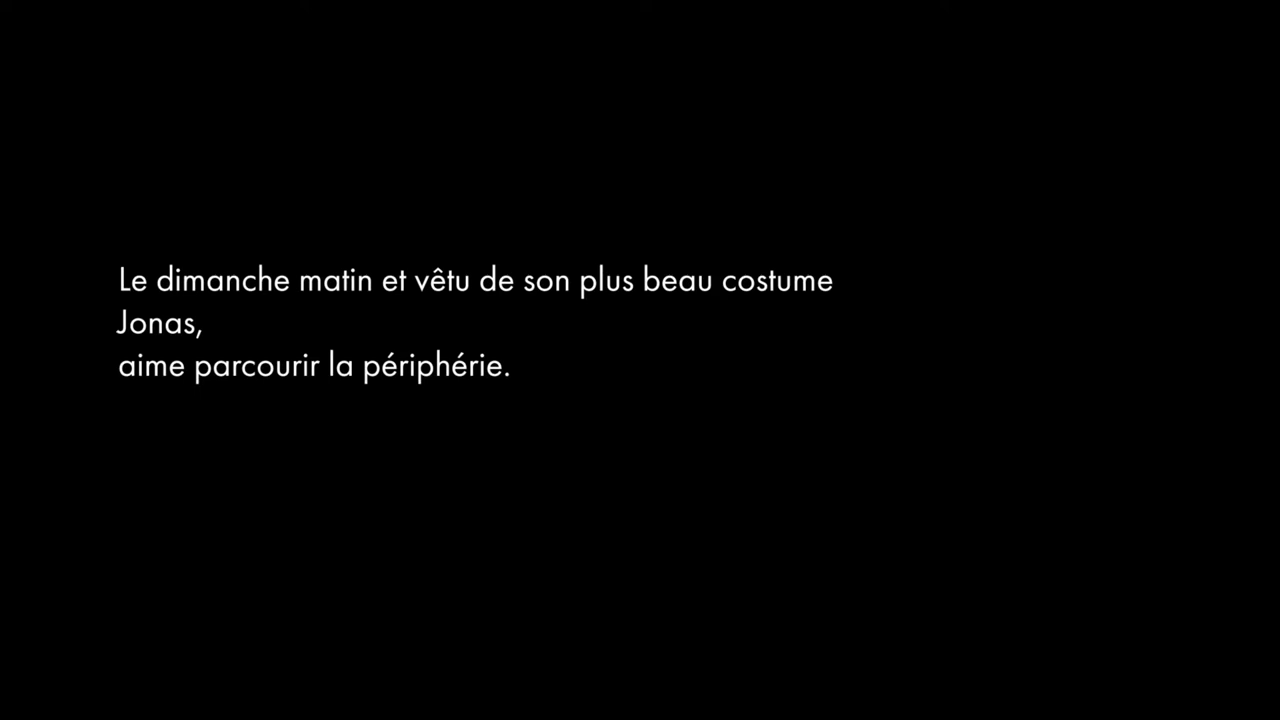 Le dimanche matin et vêtu de son plus beau costume
Jonas,
aime parcourir la périphérie.